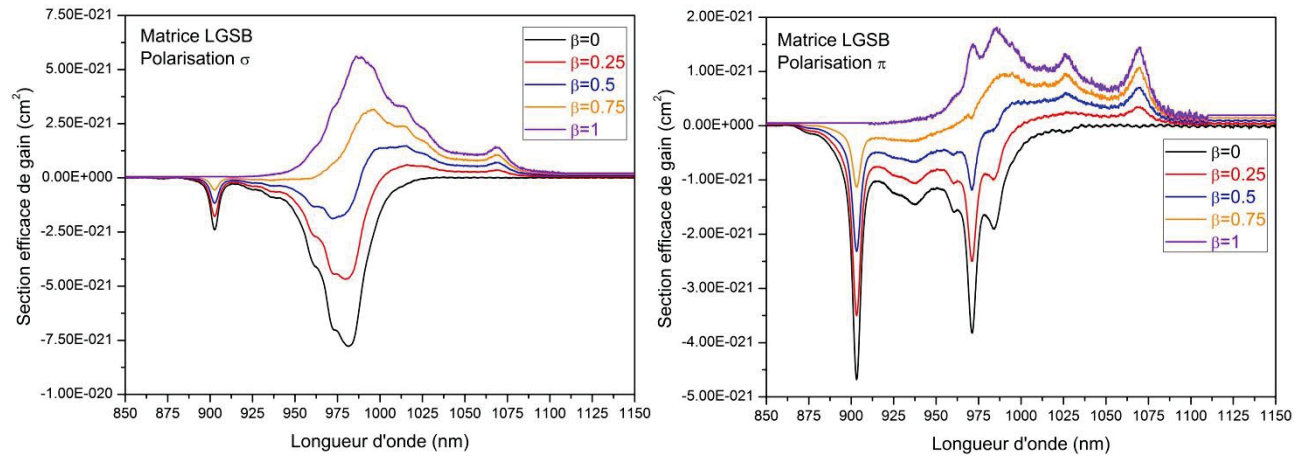 Matrice LGSB
Polarisation σ
β=0
β=0.25
β=0.5
β=0.75
β=1
7.50E-021
5.00E-021
2.50E-021
0.00E+000
-2.50E-021
-5.00E-021
-7.50E-021
-1.00E-020
Section efficace de gain (cm²)
850 900 925 950 975 1000 1025 1050 1075 1100 1125 1150
Longueur d'onde (nm)
Matrice LGSB
Polarisation π
β=0
β=0.25
β=0.5
β=0.75
β=1
2.00E-021
1.00E-021
0.00E+000
-1.00E-021
-2.00E-021
-3.00E-021
-4.00E-021
-5.00E-021
Section efficace de gain (cm²)
850 875 900 925 950 975 1000 1025 1050 1075 1100 1125 1150
Longueur d'onde (nm)